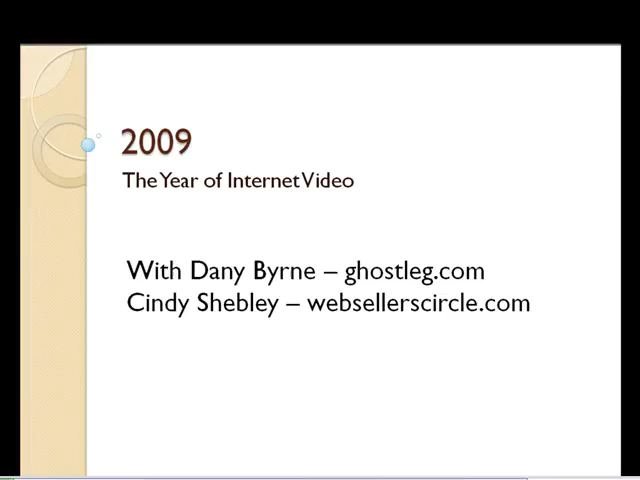 2009
The Year of Internet Video
With Dany Byrne – ghostleg.com
Cindy Shebley – websellerscircle.com